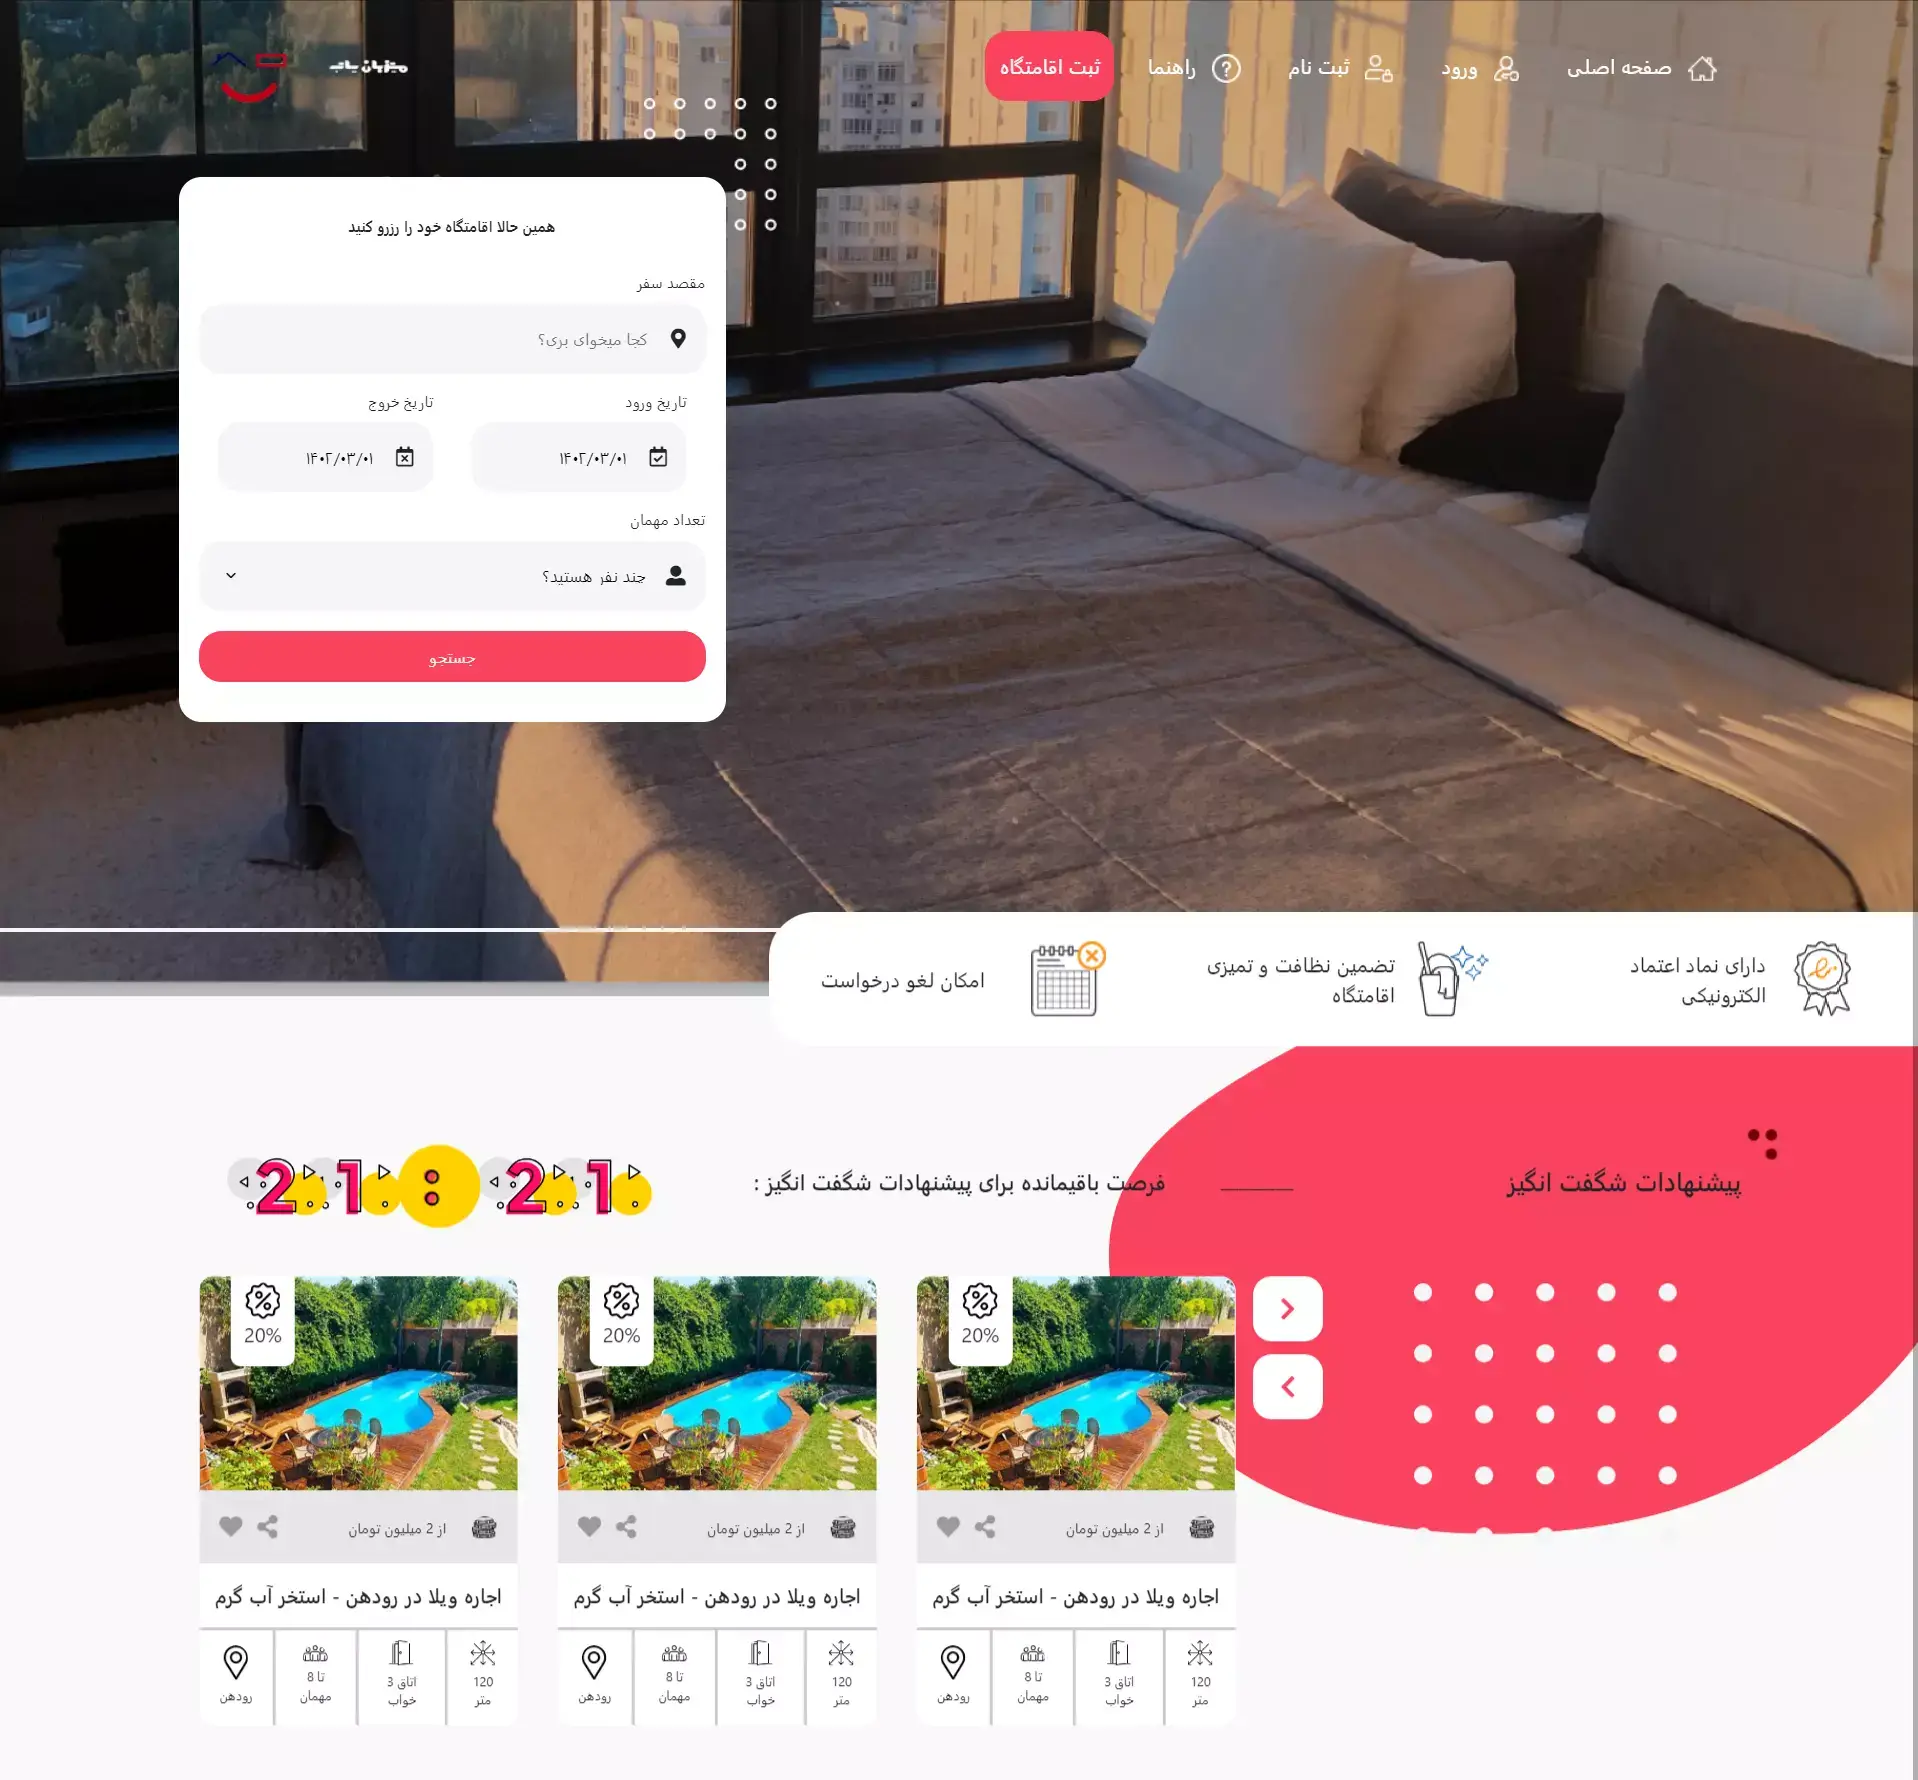 صفحه اصلی
ورود
ثبت نام
راهنما
ثبت اقامتگاه
میزبان یاب
همین حالا اقامتگاه خود را رزرو کنید
مقصد سفر
کجا میخوای بری؟
تاریخ ورود
تاریخ خروج
۱۴۰۲/۰۳/۰۱
۱۴۰۲/۰۳/۰۱
تعداد مهمان
چند نفر هستید؟
جستجو
دارای نماد اعتماد
الکترونیکی
تضمین نظافت و تمیزی
اقامتگاه
امکان لغو درخواست
پیشنهادات شگفت انگیز
فرصت باقیمانده برای پیشنهادات شگفت انگیز :
21:21
20%
از 2 میلیون تومان
اجاره ویلا در رودهن - استخر آب گرم
120
متر
اتاق 3
خواب
تا 8
مهمان
رودهن
20%
از 2 میلیون تومان
اجاره ویلا در رودهن - استخر آب گرم
120
متر
اتاق 3
خواب
تا 8
مهمان
رودهن
20%
از 2 میلیون تومان
اجاره ویلا در رودهن - استخر آب گرم
120
متر
اتاق 3
خواب
تا 8
مهمان
رودهن